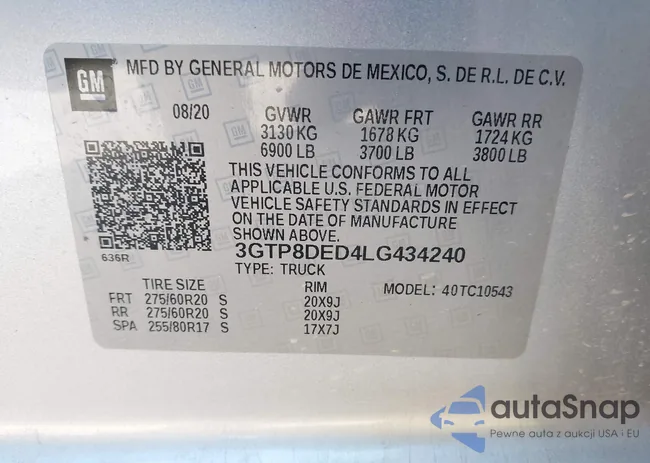 GM
MFD BY GENERAL MOTORS DE MEXICO, S. DE R.L. DE C.V.
08/20 GVWR GAWR FRT GAWR RR
3130 KG 1678 KG 1724 KG
6900 LB 3700 LB 3800 LB
THIS VEHICLE CONFORMS TO ALL
APPLICABLE U.S. FEDERAL MOTOR
VEHICLE SAFETY STANDARDS IN EFFECT
ON THE DATE OF MANUFACTURE
SHOWN ABOVE.
636R
3GTP8DED4LG434240
TYPE: TRUCK
TIRE SIZE RIM MODEL: 40TC10543
FRT 275/60R20 S 20X9J
RR 275/60R20 S 20X9J
SPA 255/80R17 S 17X7J
autaSnap
Pewne auta z aukcji USA i EU